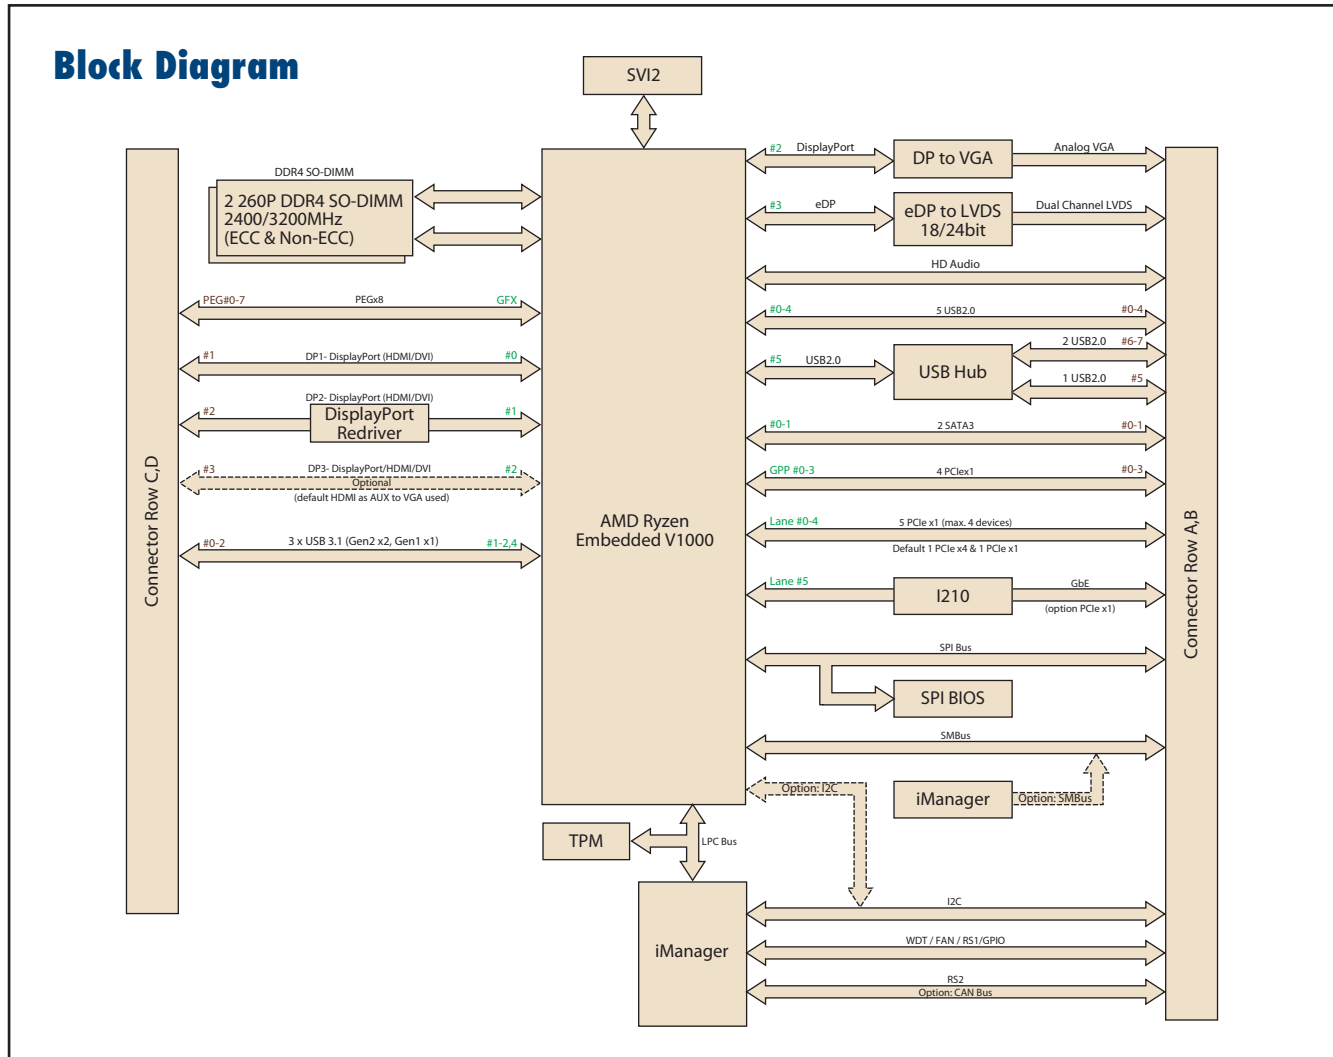 Block Diagram
SVI2
DDR4 SO-DIMM
2 260P DDR4 SO-DIMM
2400/3200MHz
(ECC & Non-ECC)
PEG#0-7 PEGx8 GFX
#1 DP1- DisplayPort (HDMI/DVI) #0
DP2- DisplayPort (HDMI/DVI)
#2 DisplayPort #1
Redriver
#3 DP3- DisplayPort/HDMI/DVI #2
Optional
(default HDMI as AUX to VGA used)
#0-2 3 x USB 3.1 (Gen2 x2, Gen1 x1) #1-2,4
Connector Row C,D
AMD Ryzen
Embedded V1000
#2 DisplayPort DP to VGA Analog VGA
#3 eDP eDP to LVDS Dual Channel LVDS
18/24bit
HD Audio
#0-4 5 USB2.0 #0-4
#5 USB2.0 USB Hub 2 USB2.0 #6-7
1 USB2.0 #5
#0-1 2 SATA3 #0-1
GPP #0-3 4 PCIex1 #0-3
Lane #0-4 5 PCIe x1 (max. 4 devices)
Default 1 PCIe x4 & 1 PCIe x1
Lane #5 I210 GbE
(option PCIe x1)
SPI Bus
SPI BIOS
SMBus
Option: I2C iManager Option: SMBus
Connector Row A,B
TPM LPC Bus
iManager
I2C
WDT / FAN / RS1/GPIO
RS2
Option: CAN Bus